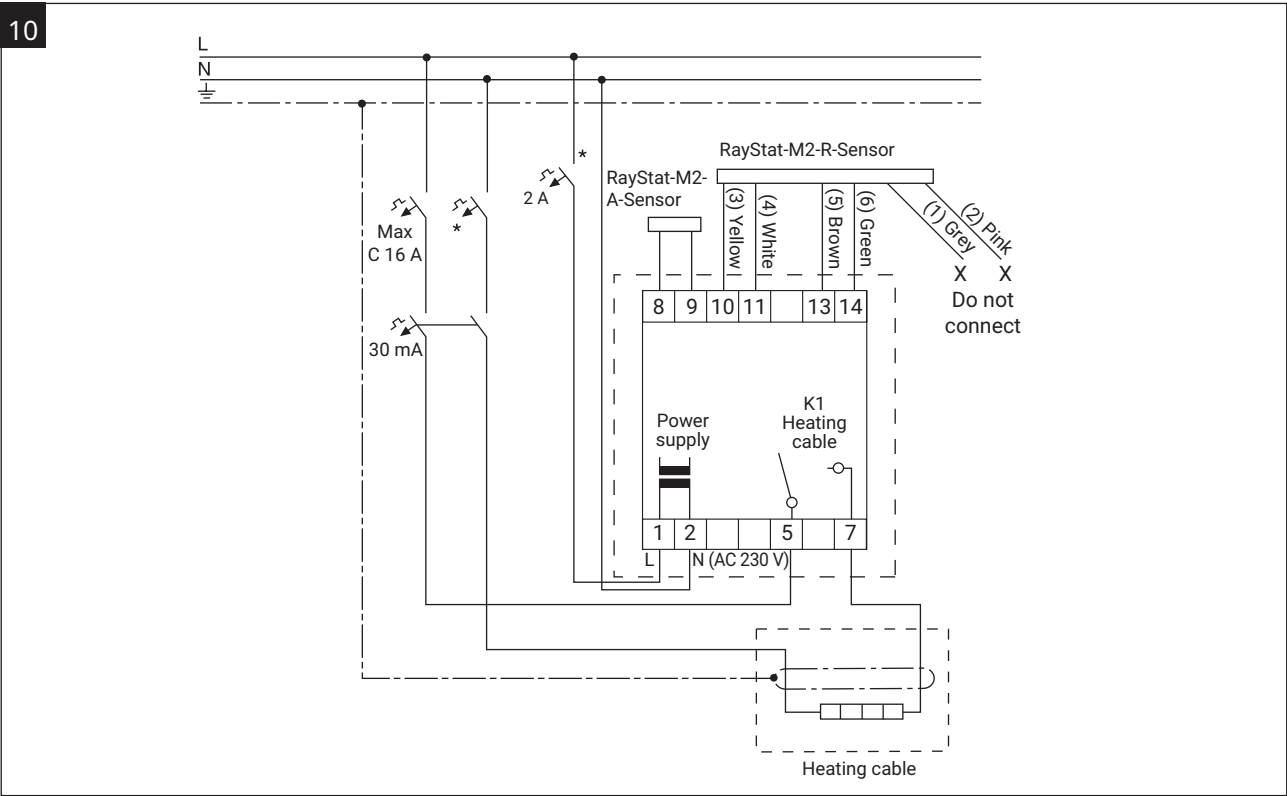 10
L
N
*
2 A
RayStat-M2-
A-Sensor
RayStat-M2-R-Sensor
(3) Yellow
(4) White
(5) Brown
(6) Green
(1) Grey
(2) Pink
X X
Do not
connect
Max
C 16 A
*
30 mA
8 9 10 11 13 14
Power
supply
K1
Heating
cable
1 2 5 7
L N (AC 230 V)
Heating cable